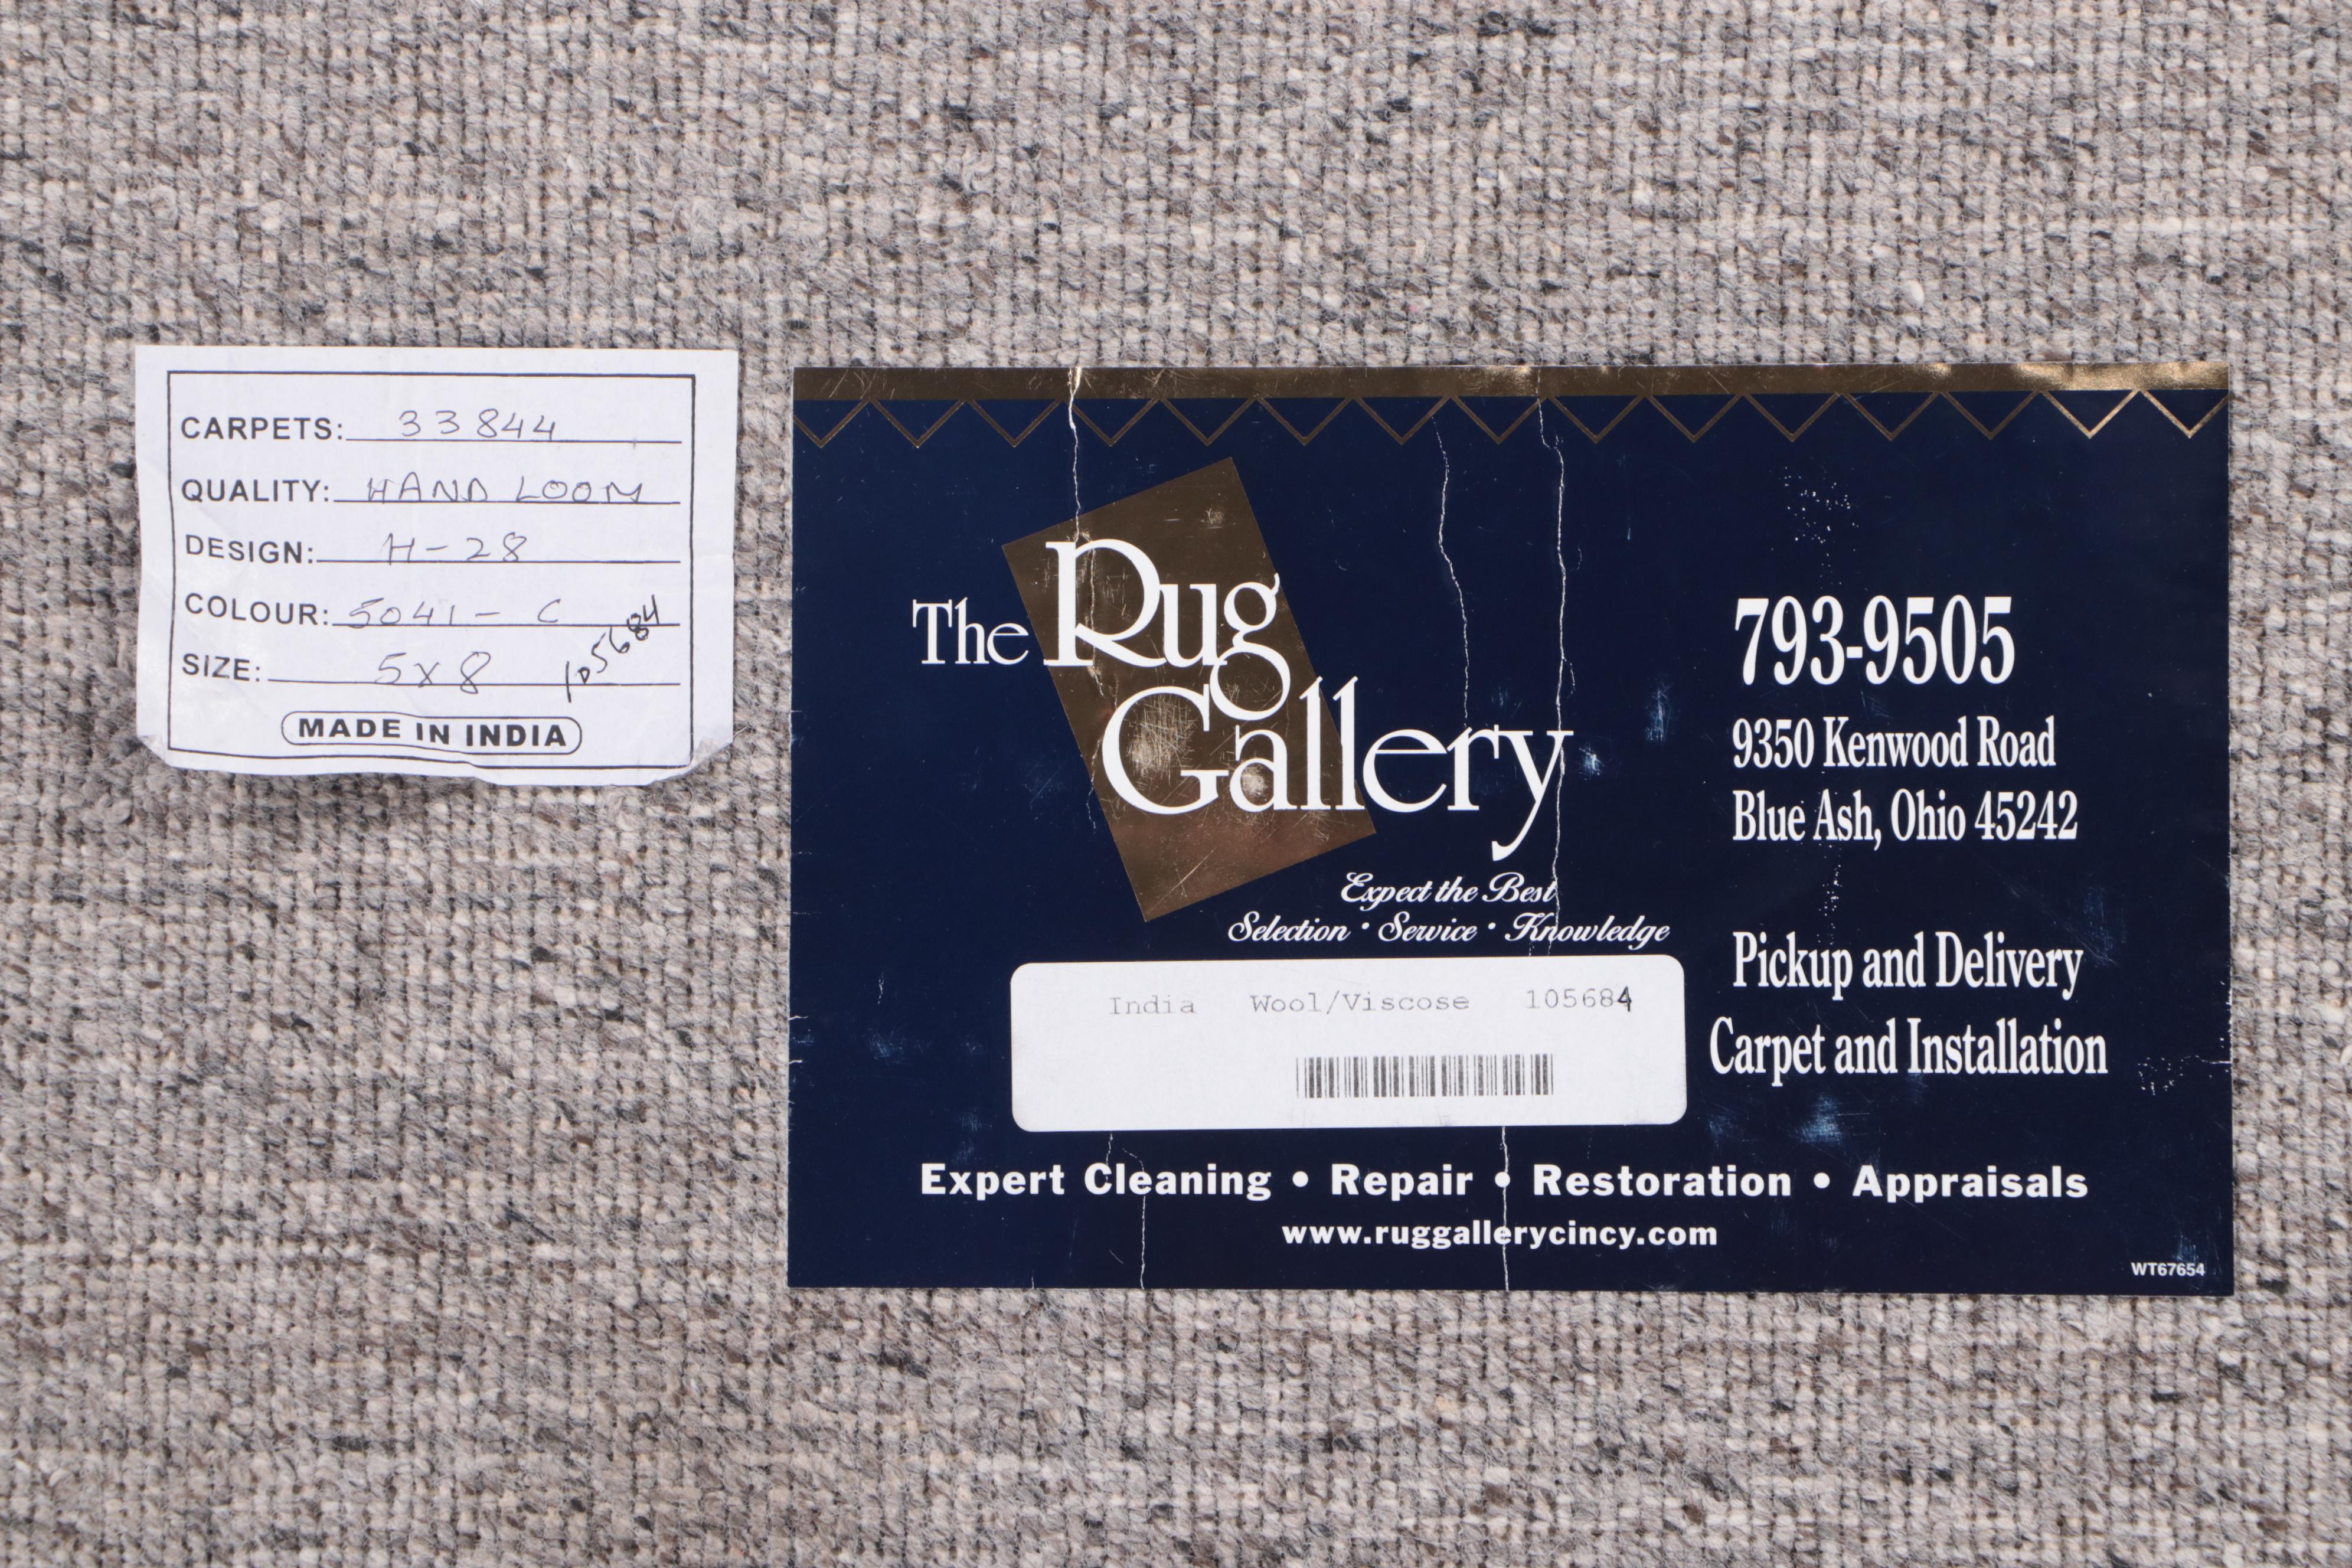 CARPETS: 33844
QUALITY: HAND LOOM
DESIGN: H-28
COLOUR: 5041- C
SIZE: 5x8
105684
MADE IN INDIA
The Rug
Gallery
Expect the Best
Selection • Service • Knowledge
793-9505
9350 Kenwood Road
Blue Ash, Ohio 45242
Pickup and Delivery
Carpet and Installation
India Wool/Viscose 105684
Expert Cleaning • Repair • Restoration • Appraisals
www.ruggallerycincy.com
WT67654